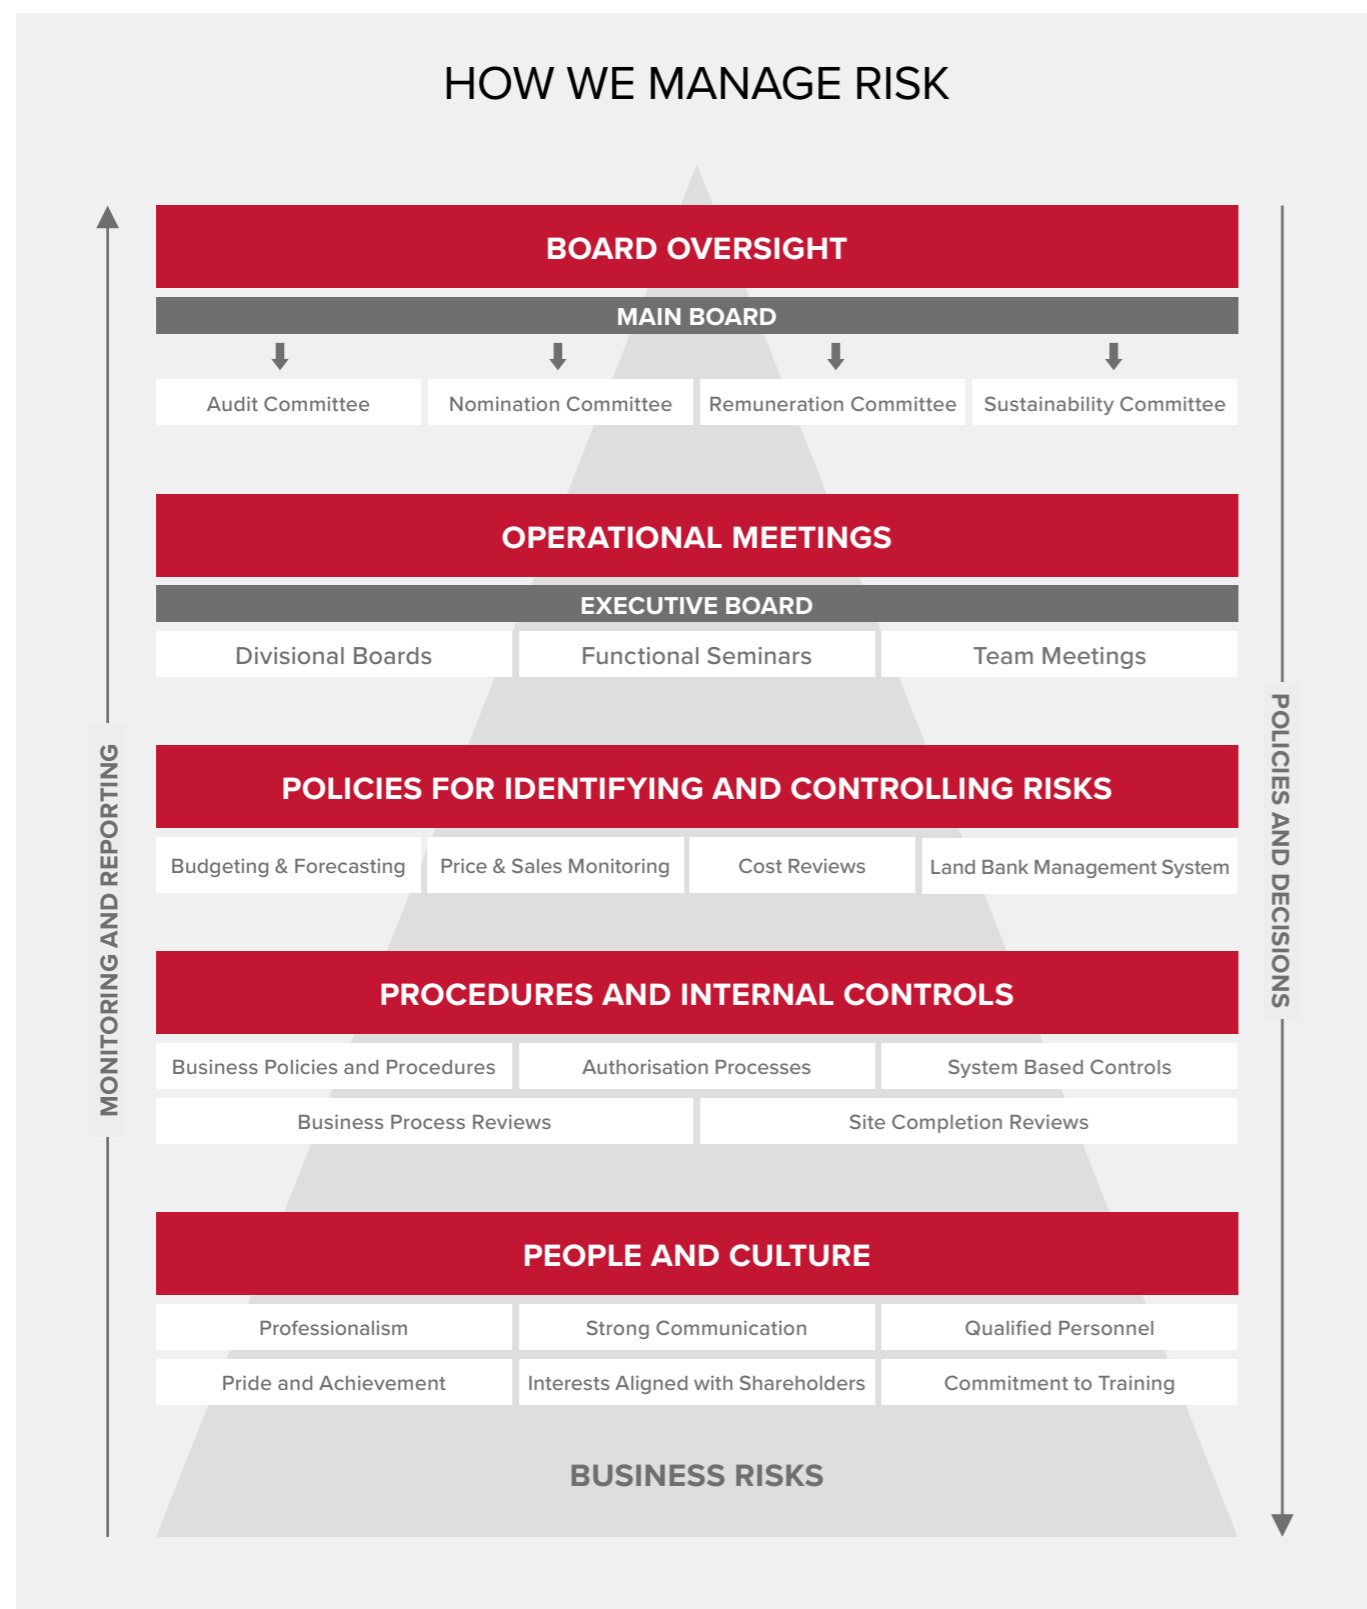 HOW WE MANAGE RISK
BOARD OVERSIGHT
MAIN BOARD
Audit Committee
Nomination Committee
Remuneration Committee
Sustainability Committee
OPERATIONAL MEETINGS
EXECUTIVE BOARD
Divisional Boards
Functional Seminars
Team Meetings
POLICIES FOR IDENTIFYING AND CONTROLLING RISKS
Budgeting & Forecasting
Price & Sales Monitoring
Cost Reviews
Land Bank Management System
PROCEDURES AND INTERNAL CONTROLS
Business Policies and Procedures
Authorisation Processes
System Based Controls
Business Process Reviews
Site Completion Reviews
PEOPLE AND CULTURE
Professionalism
Strong Communication
Qualified Personnel
Pride and Achievement
Interests Aligned with Shareholders
Commitment to Training
BUSINESS RISKS
MONITORING AND REPORTING
POLICIES AND DECISIONS